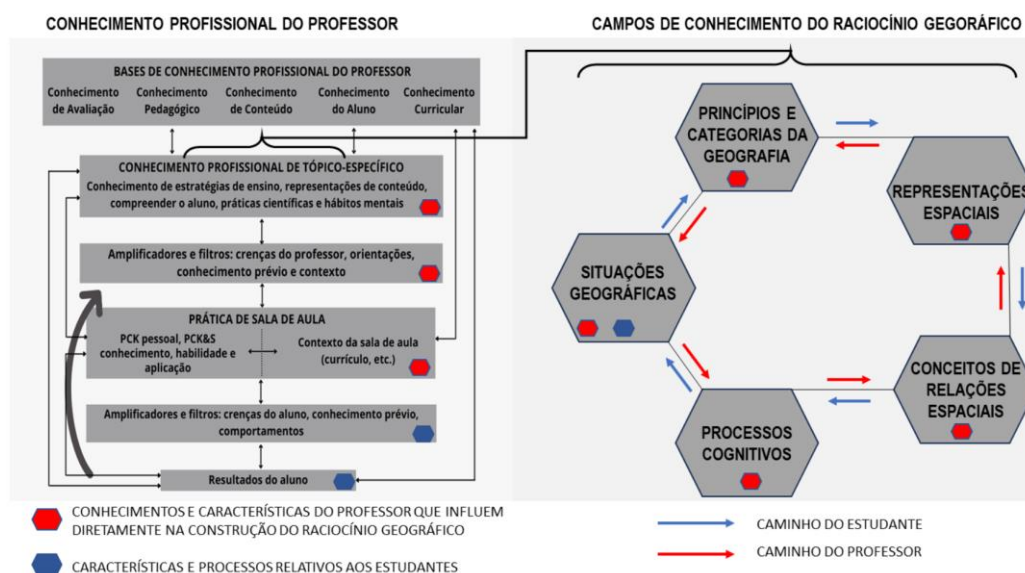 CONHECIMENTO PROFISSIONAL DO PROFESSOR
BASES DE CONHECIMENTO PROFISSIONAL DO PROFESSOR
Conhecimento de Avaliação
Conhecimento Pedagógico
Conhecimento de Conteúdo
Conhecimento do Aluno
Conhecimento Curricular
CONHECIMENTO PROFISSIONAL DE TÓPICO-ESPECÍFICO
Conhecimento de estratégias de ensino, representações de conteúdo,
compreender o aluno, práticas científicas e hábitos mentais
Amplificadores e filtros: crenças do professor, orientações,
conhecimento prévio e contexto
PRÁTICA DE SALA DE AULA
PCK pessoal, PCK&S
conhecimento, habilidade e
aplicação
Contexto da sala de aula
(currículo, etc.)
Amplificadores e filtros: crenças do aluno, conhecimento prévio,
comportamentos
Resultados do aluno
CONHECIMENTOS E CARACTERÍSTICAS DO PROFESSOR QUE INFLUEM
DIRETAMENTE NA CONSTRUÇÃO DO RACIOCÍNIO GEOGRÁFICO
CARACTERÍSTICAS E PROCESSOS RELATIVOS AOS ESTUDANTES
CAMPOS DE CONHECIMENTO DO RACIOCÍNIO GEGORÁFICO
PRINCÍPIOS E
CATEGORIAS DA
GEOGRAFIA
REPRESENTAÇÕES
ESPACIAIS
SITUAÇÕES
GEOGRÁFICAS
CONCEITOS DE
RELAÇÕES
ESPACIAIS
PROCESSOS
COGNITIVOS
CAMINHO DO ESTUDANTE
CAMINHO DO PROFESSOR